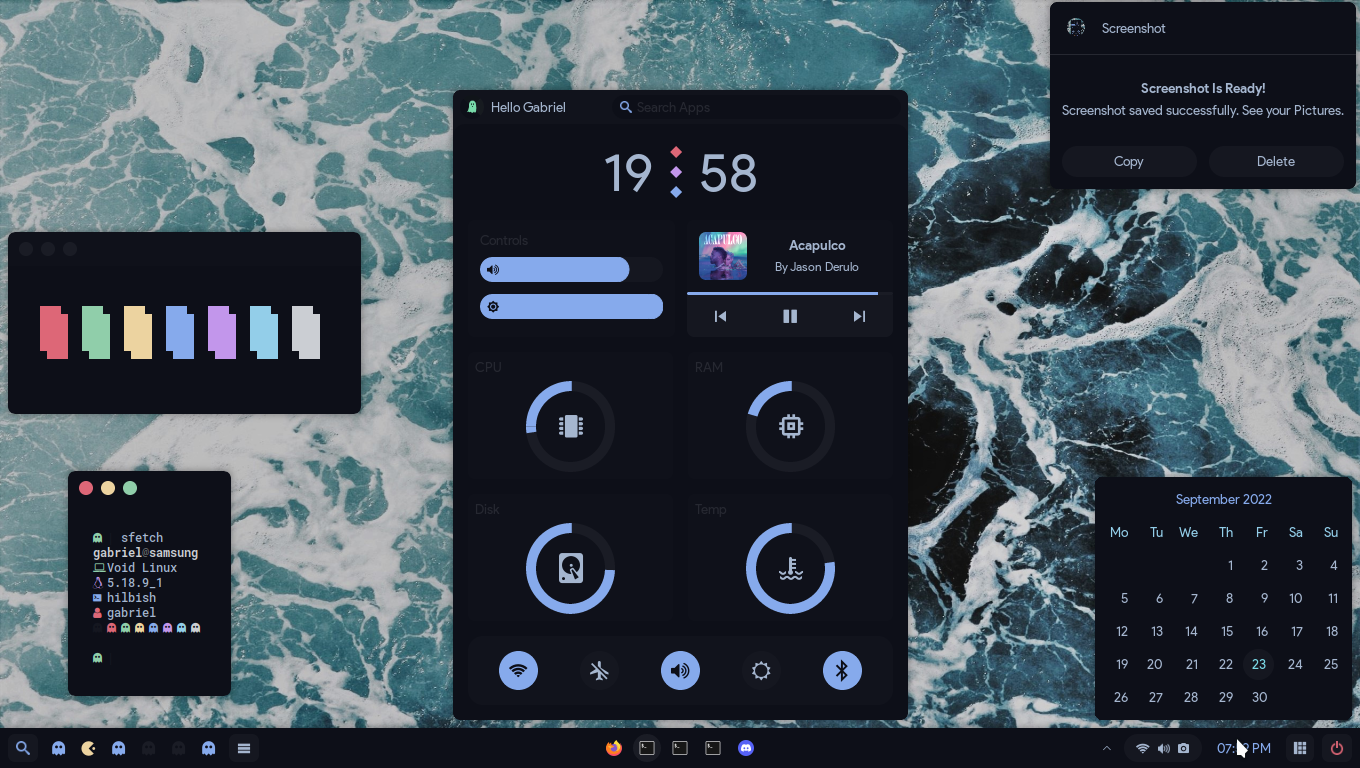 Screenshot
Screenshot Is Ready!
Screenshot saved successfully. See your Pictures.
Copy Delete
Hello Gabriel Search Apps
19 58
Controls
ACAPULCO
Acapulco
By Jason Derulo
CPU RAM
Disk Temp
sfetch
gabriel@samsung
Void Linux
5.18.9_1
hilbish
gabriel
September 2022
Mo Tu We Th Fr Sa Su
1 2 3 4
5 6 7 8 9 10 11
12 13 14 15 16 17 18
19 20 21 22 23 24 25
26 27 28 29 30
PM